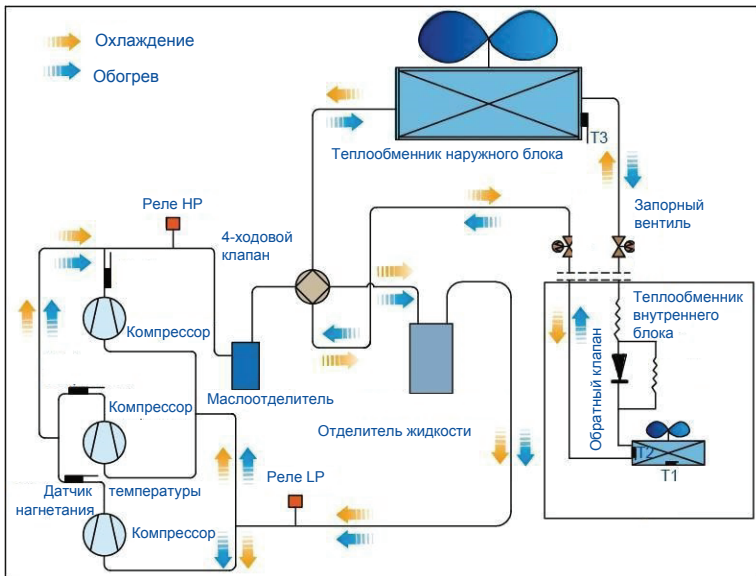 Охлаждение
Обогрев
Теплообменник наружного блока
T3
Реле HP
4-ходовой
клапан
Запорный
вентиль
Теплообменник
внутреннего
блока
Компрессор
Маслоотделитель
Обратный клапан
Компрессор
Отделитель жидкости
T2
T1
Датчик температуры
нагнетания
Реле LP
Компрессор